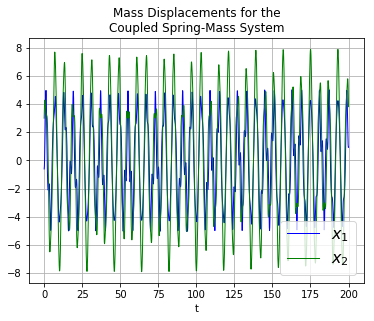 Mass Displacements for the
Coupled Spring-Mass System
8
6
4
2
0
−2
−4
−6
−8
0 25 50 75 100 125 150 175 200
t
x₁
x₂